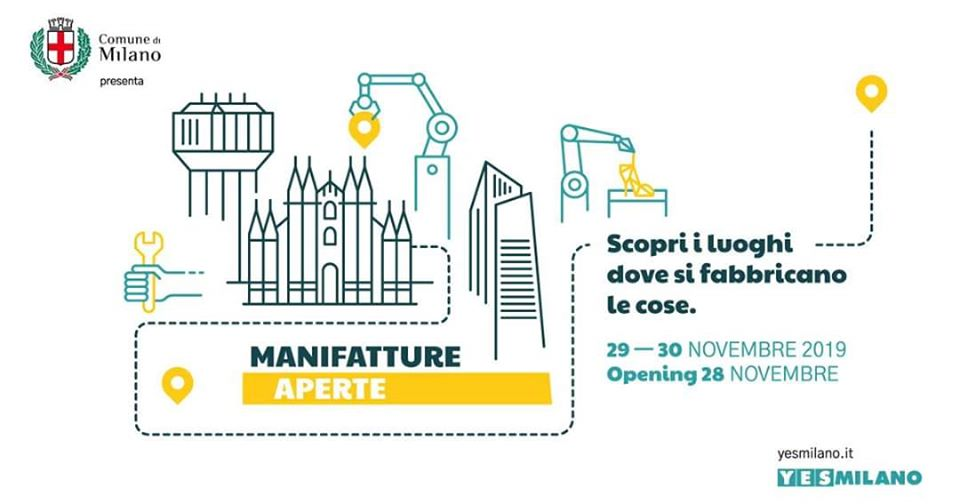 Comune di
Milano
presenta
MANIFATTURE
APERTE
Scopri i luoghi
dove si fabbricano
le cose.
29 — 30 NOVEMBRE 2019
Opening 28 NOVEMBRE
yesmilano.it
YESMILANO